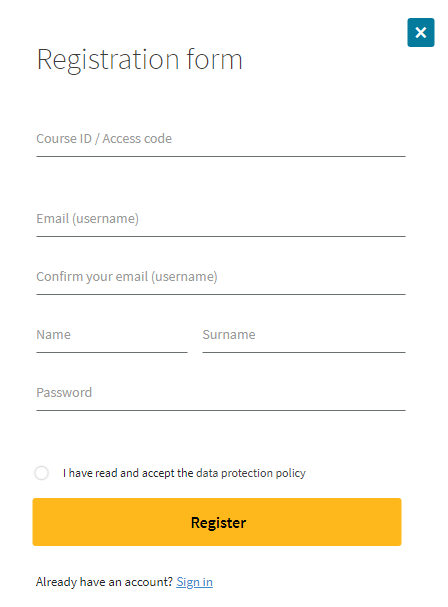 Registration form
Course ID / Access code
Email (username)
Confirm your email (username)
Name Surname
Password
I have read and accept the data protection policy
Register
Already have an account? Sign in